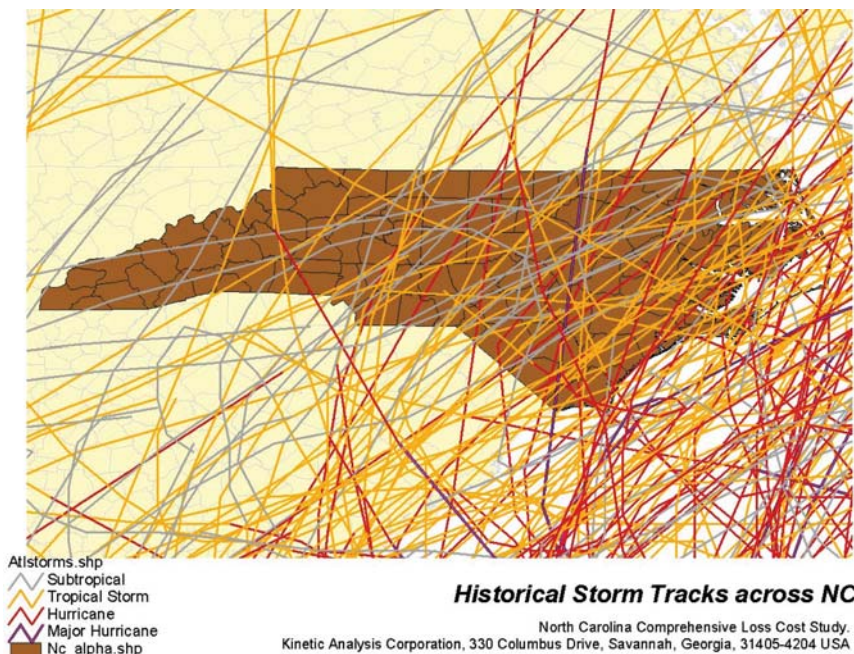 Atlstorms.shp
Subtropical
Tropical Storm
Hurricane
Major Hurricane
Nc_alpha.shp
Historical Storm Tracks across NC
North Carolina Comprehensive Loss Cost Study.
Kinetic Analysis Corporation, 330 Columbus Drive, Savannah, Georgia, 31405-4204 USA